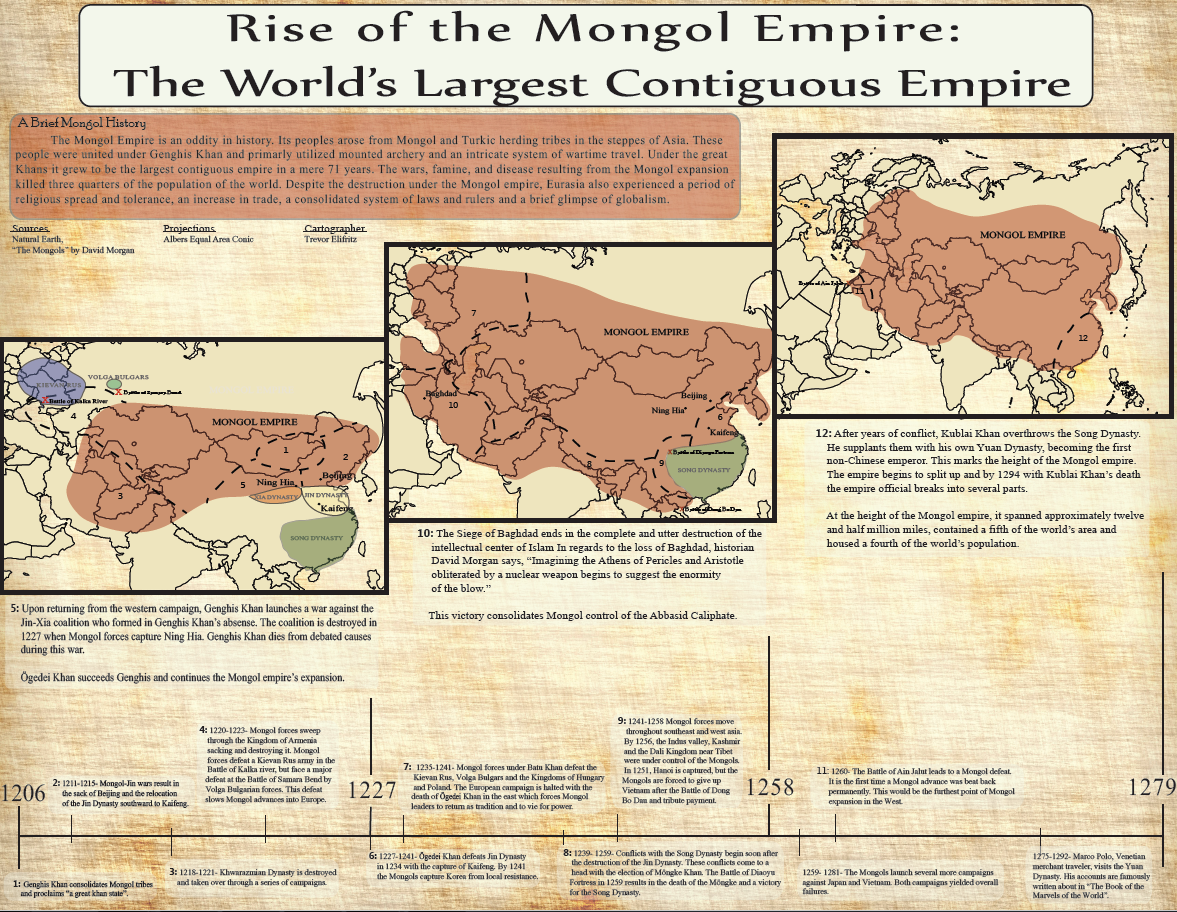 Rise of the Mongol Empire:
The World's Largest Contiguous Empire
A Brief Mongol History
The Mongol Empire is an oddity in history. Its peoples arose from Mongol and Turkic herding tribes in the steppes of Asia. These
people were united under Genghis Khan and primarly utilized mounted archery and an intricate system of wartime travel. Under the great
Khans it grew to be the largest contiguous empire in a mere 71 years. The wars, famine, and disease resulting from the Mongol expansion
killed three quarters of the population of the world. Despite the destruction under the Mongol empire, Eurasia also experienced a period of
religious spread and tolerance, an increase in trade, a consolidated system of laws and rulers and a brief glimpse of globalism.
Sources
Natural Earth,
"The Mongols" by David Morgan
Projections
Albers Equal Area Conic
Cartographer
Trevor Elifritz
KIEVAN RUS
VOLGA BULGARS
X
X Battle of Kalka River
4
MONGOL EMPIRE
1
2
3
5
Beijing
Ning Hia
XIA DYNASTY
JIN DYNASTY
Kaifeng
SONG DYNASTY
7
MONGOL EMPIRE
Baghdad
10
Beijing
Ning Hia
6
Kaifeng
X Battle of Diaoyu Fortress
8
9
SONG DYNASTY
Battle of Dong Bo Dau
MONGOL EMPIRE
Battle of Ain Jalut
11
12
5: Upon returning from the western campaign, Genghis Khan launches a war against the
Jin-Xia coalition who formed in Genghis Khan's absense. The coalition is destroyed in
1227 when Mongol forces capture Ning Hia. Genghis Khan dies from debated causes
during this war.
Ögedei Khan succeeds Genghis and continues the Mongol empire's expansion.
10: The Siege of Baghdad ends in the complete and utter destruction of the
intellectual center of Islam In regards to the loss of Baghdad, historian
David Morgan says, "Imagining the Athens of Pericles and Aristotle
obliterated by a nuclear weapon begins to suggest the enormity
of the blow."
This victory consolidates Mongol control of the Abbasid Caliphate.
12: After years of conflict, Kublai Khan overthrows the Song Dynasty.
He supplants them with his own Yuan Dynasty, becoming the first
non-Chinese emperor. This marks the height of the Mongol empire.
The empire begins to split up and by 1294 with Kublai Khan's death
the empire official breaks into several parts.
At the height of the Mongol empire, it spanned approximately twelve
and half million miles, contained a fifth of the world's area and
housed a fourth of the world's population.
1206
2: 1211-1215- Mongol-Jin wars result in
the sack of Beijing and the relocation
of the Jin Dynasty southward to Kaifeng.
4: 1220-1223- Mongol forces sweep
through the Kingdom of Armenia
sacking and destroying it. Mongol
forces defeat a Kievan Rus army in the
Battle of Kalka river, but face a major
defeat at the Battle of Samara Bend by
Volga Bulgarian forces. This defeat
slows Mongol advances into Europe.
1227
7: 1235-1241- Mongol forces under Batu Khan defeat the
Kievan Rus, Volga Bulgars and the Kingdoms of Hungary
and Poland. The European campaign is halted with the
death of Ögedei Khan in the east which forces Mongol
leaders to return as tradition and to vie for power.
9: 1241-1258 Mongol forces move
throughout southeast and west asia.
By 1256, the Indus valley, Kashmir
and the Dali Kingdom near Tibet
were under control of the Mongols.
In 1251, Hanoi is captured, but the
Mongols are forced to give up
Vietnam after the Battle of Dong
Bo Dau and tribute payment.
1258
11: 1260- The Battle of Ain Jalut leads to a Mongol defeat.
It is the first time a Mongol advance was beat back
permanently. This would be the furthest point of Mongol
expansion in the West.
1279
1: Genghis Khan consolidates Mongol tribes
and proclaims "a great khan state".
3: 1218-1221- Khwarazmian Dynasty is destroyed
and taken over through a series of campaigns.
6: 1227-1241- Ögedei Khan defeats Jin Dynasty
in 1234 with the capture of Kaifeng. By 1241
the Mongols capture Korea from local resistance.
8: 1239- 1259- Conflicts with the Song Dynasty begin soon after
the destruction of the Jin Dynasty. These conflicts come to a
head with the election of Möngke Khan. The Battle of Diaoyu
Fortress in 1259 results in the death of the Möngke and a victory
for the Song Dynasty.
1259- 1281- The Mongols launch several more campaigns
against Japan and Vietnam. Both campaigns yielded overall
failures.
1275-1292- Marco Polo, Venetian
merchant traveler, visits the Yuan
Dynasty. His accounts are famously
written about in "The Book of the
Marvels of the World".